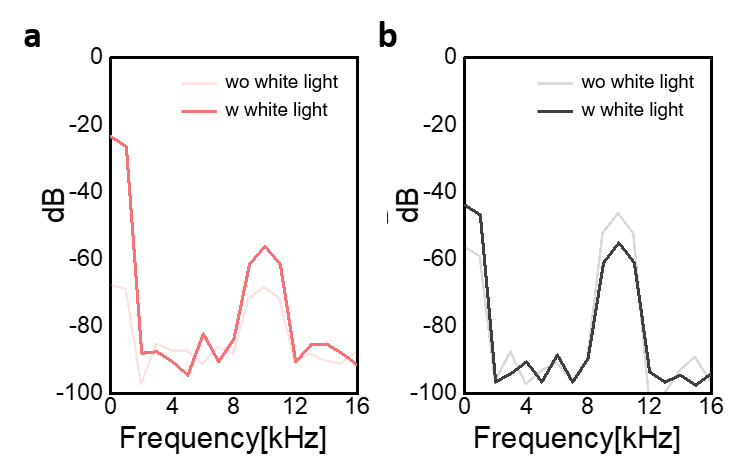 a
b
0
-20
-40
-60
-80
-100
dB
wo white light
w white light
0 4 8 12 16
Frequency[kHz]
0
-20
-40
-60
-80
-100
dB
wo white light
w white light
0 4 8 12 16
Frequency[kHz]